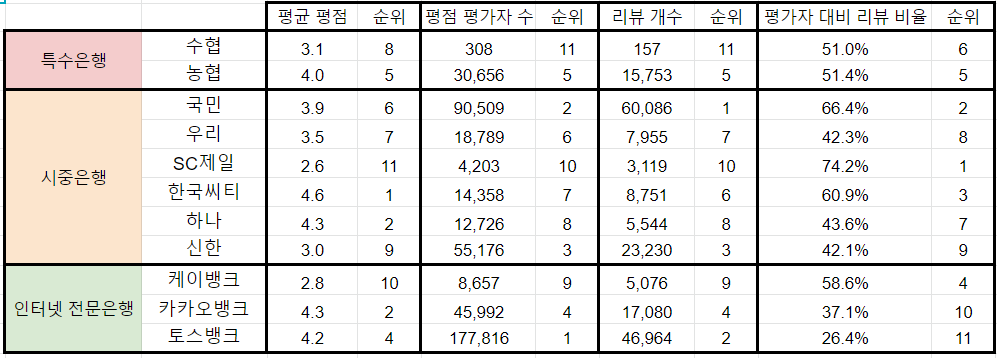 평균 평점 순위 평점 평가자 수 순위 리뷰 개수 순위 평가자 대비 리뷰 비율 순위
특수은행
수협 3.1 8 308 11 157 11 51.0% 6
농협 4.0 5 30,656 5 15,753 5 51.4% 5
시중은행
국민 3.9 6 90,509 2 60,086 1 66.4% 2
우리 3.5 7 18,789 6 7,955 7 42.3% 8
SC제일 2.6 11 4,203 10 3,119 10 74.2% 1
한국씨티 4.6 1 14,358 7 8,751 6 60.9% 3
하나 4.3 2 12,726 8 5,544 8 43.6% 7
신한 3.0 9 55,176 3 23,230 3 42.1% 9
인터넷 전문은행
케이뱅크 2.8 10 8,657 9 5,076 9 58.6% 4
카카오뱅크 4.3 2 45,992 4 17,080 4 37.1% 10
토스뱅크 4.2 4 177,816 1 46,964 2 26.4% 11